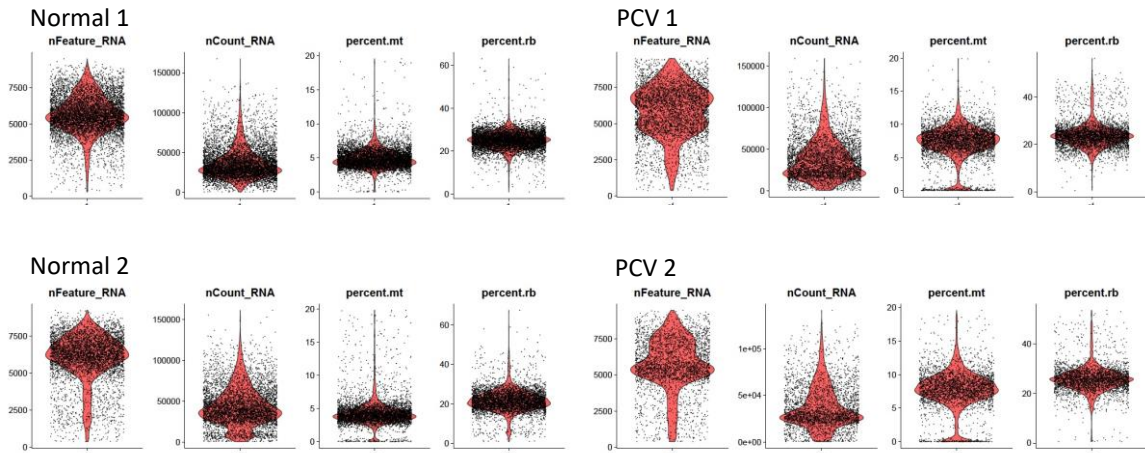 Normal 1
nFeature_RNA nCount_RNA percent.mt percent.rb
7500 5000 2500 0
150000 100000 50000 0
20 15 10 5 0
60 40 20 0
PCV 1
nFeature_RNA nCount_RNA percent.mt percent.rb
7500 5000 2500 0
150000 100000 50000 0
20 15 10 5 0
40 20 0
Normal 2
nFeature_RNA nCount_RNA percent.mt percent.rb
7500 5000 2500 0
150000 100000 50000 0
20 15 10 5 0
60 40 20 0
PCV 2
nFeature_RNA nCount_RNA percent.mt percent.rb
7500 5000 2500 0
1e+05 5e+04 0e+00
20 15 10 5 0
40 20 0